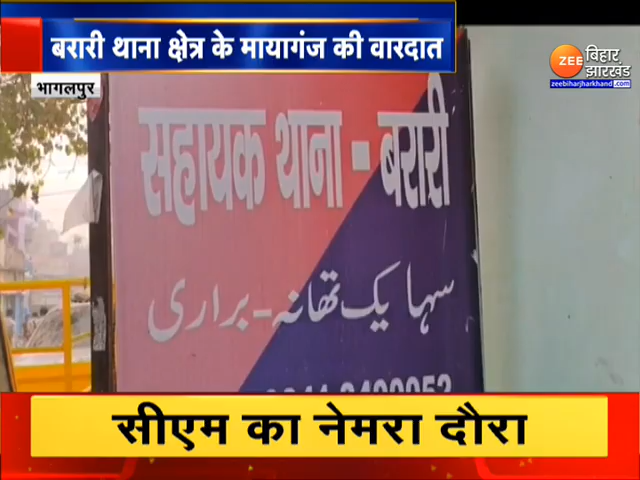 बरारी थाना क्षेत्र के मायागंज की वारदात
ZEE बिहार झारखंड
zeebiharjharkhand.com
भागलपुर
सहायक थाना - बरारी
سہایک تھانہ - براری
सीएम का नेमरा दौरा